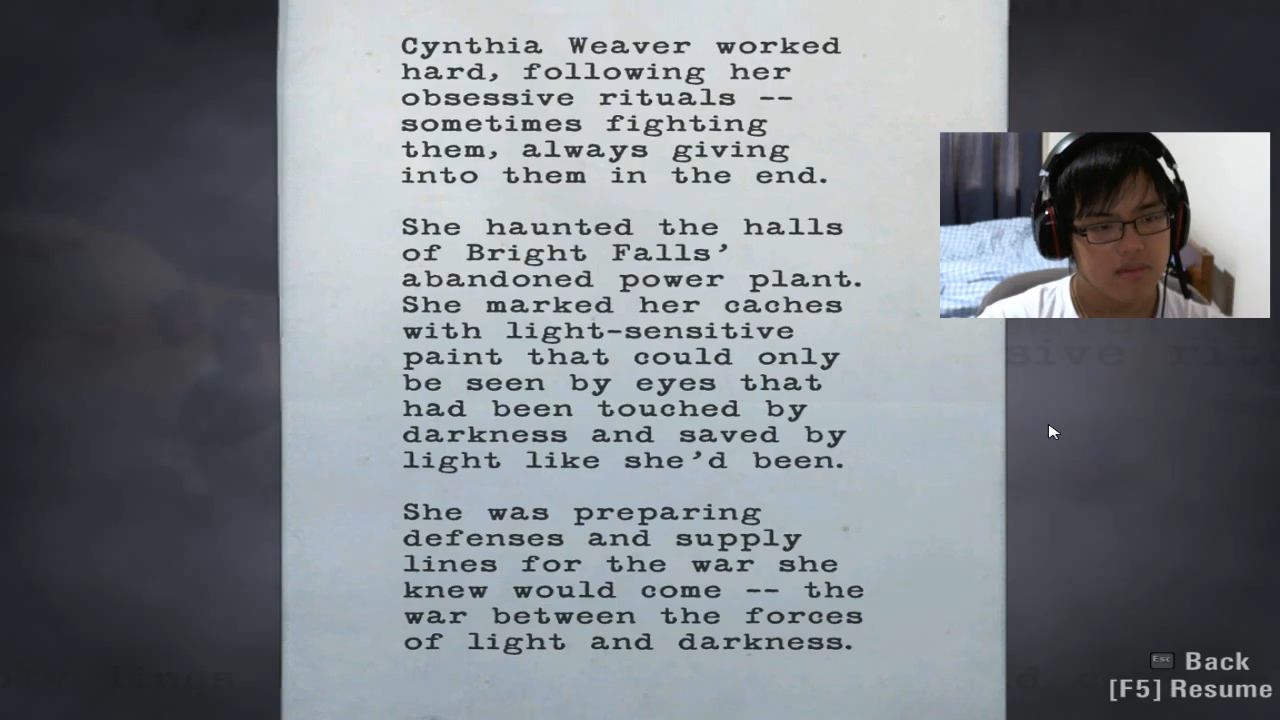 Cynthia Weaver worked
hard, following her
obsessive rituals --
sometimes fighting
them, always giving
into them in the end.
She haunted the halls
of Bright Falls’
abandoned power plant.
She marked her caches
with light-sensitive
paint that could only
be seen by eyes that
had been touched by
darkness and saved by
light like she’d been.
She was preparing
defenses and supply
lines for the war she
knew would come -- the
war between the forces
of light and darkness.
Esc Back
[F5] Resume